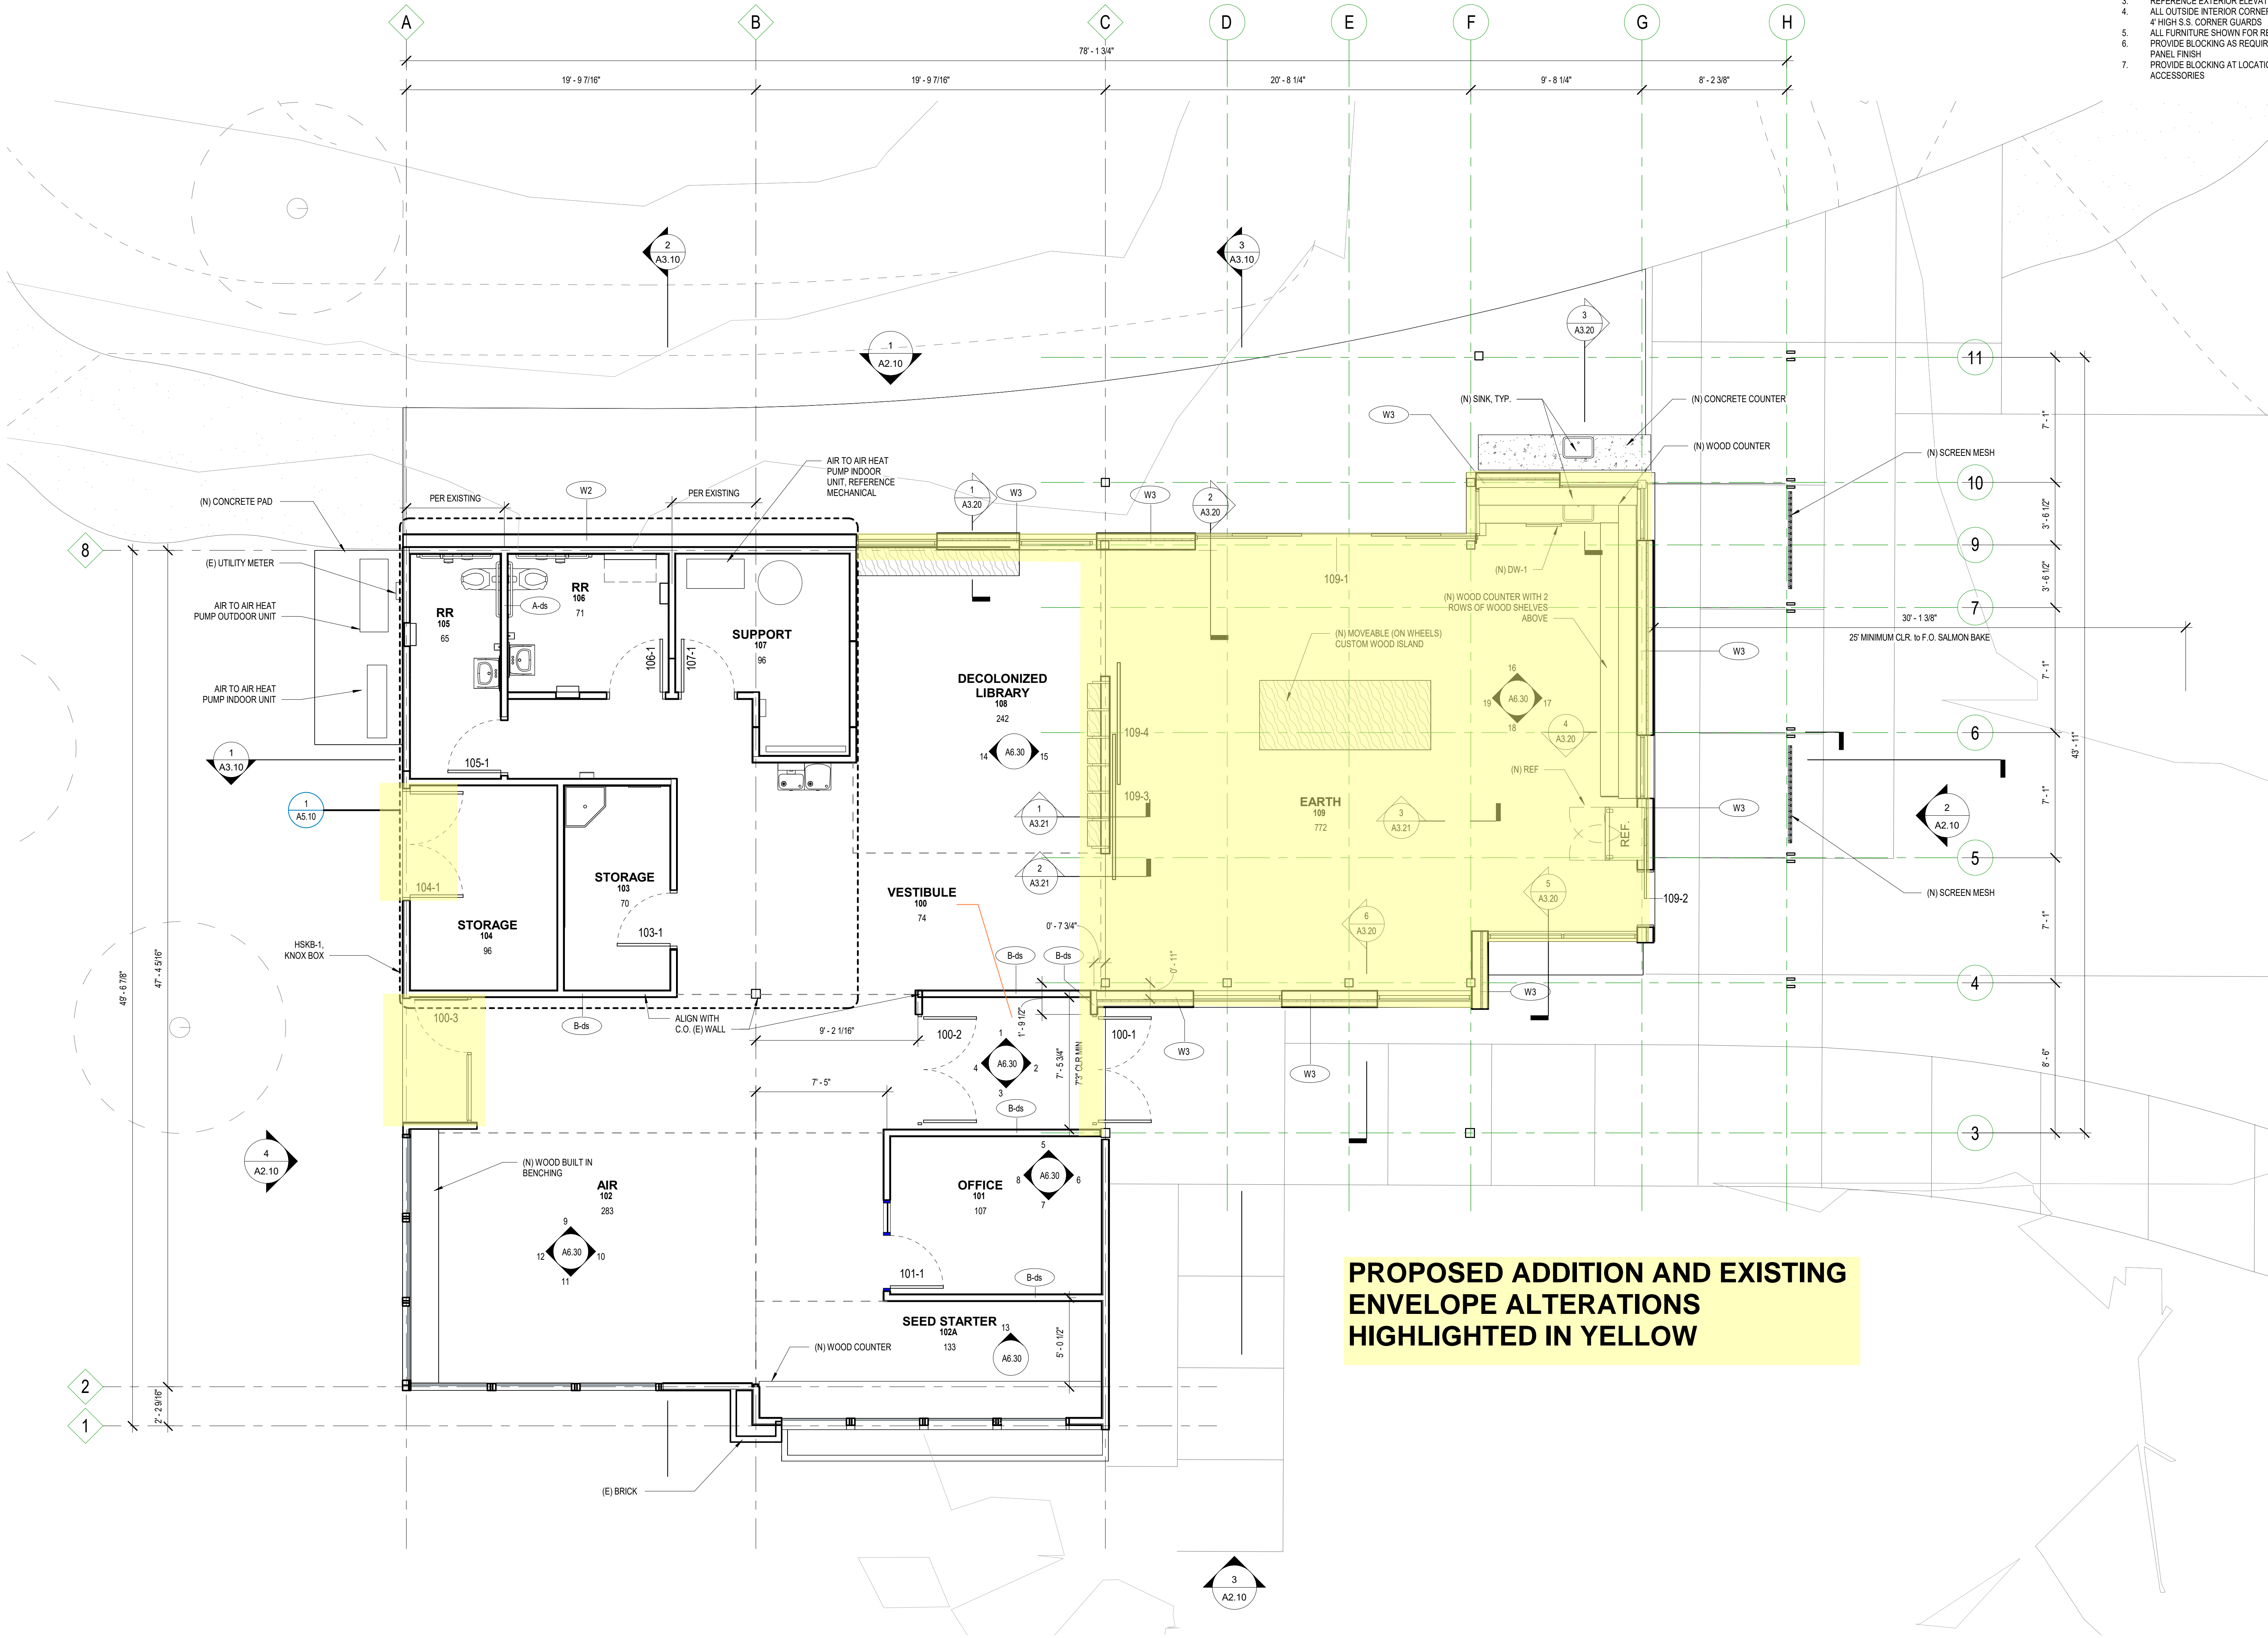 A
B
C
D
E
F
G
H
78' - 1 3/4"
19' - 9 7/16"
19' - 9 7/16"
20' - 8 1/4"
9' - 8 1/4"
8' - 2 3/8"
4.
ALL OUTSIDE INTERIOR CORNER
4' HIGH S.S. CORNER GUARDS
5.
ALL FURNITURE SHOWN FOR RE
6.
PROVIDE BLOCKING AS REQUIR
PANEL FINISH
7.
PROVIDE BLOCKING AT LOCATIO
ACCESSORIES
2
A3.10
3
A3.10
1
A2.10
3
A3.20
11
7' - 1"
(N) SINK, TYP.
(N) CONCRETE COUNTER
W3
(N) WOOD COUNTER
(N) SCREEN MESH
10
AIR TO AIR HEAT
PUMP INDOOR
UNIT, REFERENCE
MECHANICAL
(N) CONCRETE PAD
PER EXISTING
W2
PER EXISTING
1
A3.20
W3
W3
2
A3.20
3' - 6 1/2"
8
9
(E) UTILITY METER
AIR TO AIR HEAT
PUMP OUTDOOR UNIT
AIR TO AIR HEAT
PUMP INDOOR UNIT
RR
105
65
A-ds
RR
106
71
106-1
107-1
SUPPORT
107
96
109-1
(N) DW-1
(N) WOOD COUNTER WITH 2
ROWS OF WOOD SHELVES
ABOVE
3' - 6 1/2"
7
30' - 1 3/8"
25' MINIMUM CLR. to F.O. SALMON BAKE
(N) MOVEABLE (ON WHEELS)
CUSTOM WOOD ISLAND
W3
7' - 1"
DECOLONIZED
LIBRARY
108
242
14
A6.30
15
16
19
A6.30
17
18
4
A3.20
6
109-4
43' - 11"
1
A3.10
105-1
(N) REF
1
A5.10
109-3
1
A3.21
EARTH
109
772
3
A3.21
REF.
W3
7' - 1"
2
A2.10
5
2
A3.21
104-1
STORAGE
103
70
VESTIBULE
100
74
5
A3.20
109-2
(N) SCREEN MESH
STORAGE
104
96
103-1
0' - 7 3/4"
6
A3.20
7' - 1"
HSKB-1,
KNOX BOX
B-ds
B-ds
0' - 11"
49' - 6 7/8"
47' - 4 5/16"
4
W3
100-3
B-ds
ALIGN WITH
C.O. (E) WALL
9' - 2 1/16"
100-2
1' - 9 1/2"
100-1
1
4
A6.30
2
3
7' - 5 3/4"
7'3" CLR MIN
W3
W3
8' - 6"
7' - 5"
B-ds
3
4
A2.10
(N) WOOD BUILT IN
BENCHING
AIR
102
283
OFFICE
101
107
5
8
A6.30
6
7
9
12
A6.30
10
11
101-1
B-ds
PROPOSED ADDITION AND EXISTING
ENVELOPE ALTERATIONS
HIGHLIGHTED IN YELLOW
SEED STARTER
102A
133
13
A6.30
5' - 0 1/2"
(N) WOOD COUNTER
2
2' - 2 9/16"
1
(E) BRICK
3
A2.10